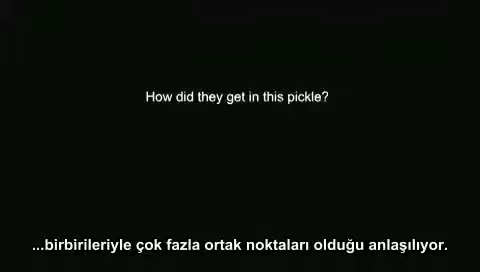 How did they get in this pickle?
...birbirileriyle çok fazla ortak noktaları olduğu anlaşılıyor.